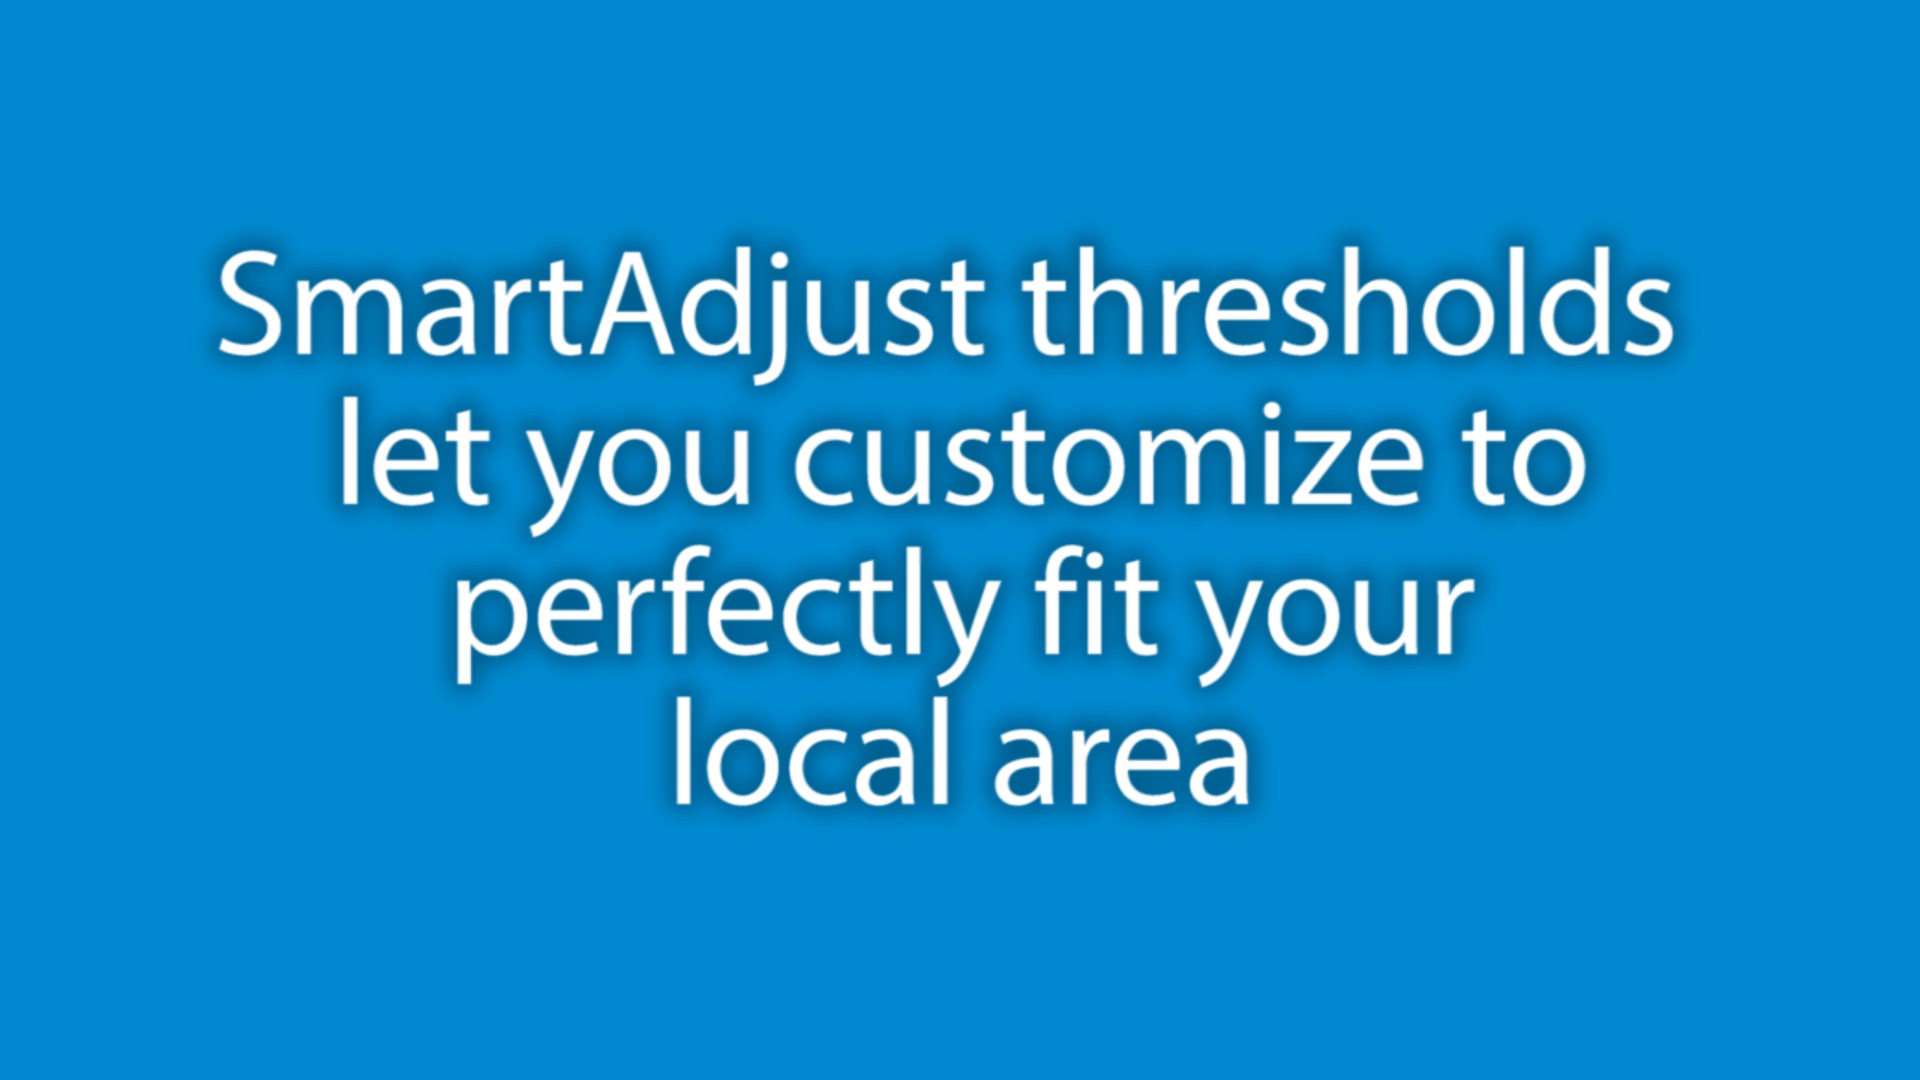 SmartAdjust thresholds
let you customize to
perfectly fit your
local area